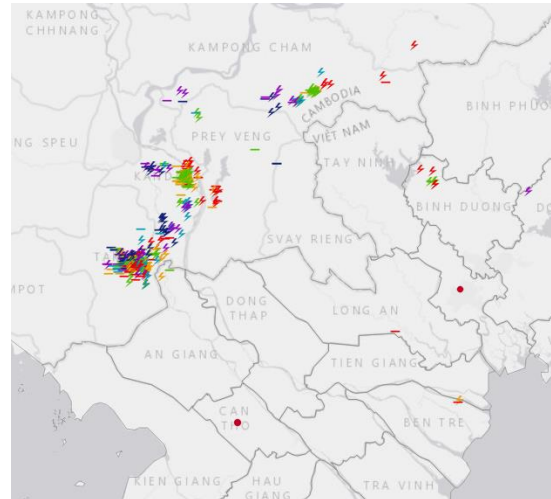 KAMPONG
CHHNANG
KAMPONG CHAM
NG SPEU
PREY VENG
CAMBODIA
VIỆT NAM
BINH PHUO
TAY NINH
BINH DUONG
SVAY RIENG
MPOT
DONG
THAP
LONG AN
AN GIANG
TIEN GIANG
CAN
THO
BEN TRE
KIEN GIANG
HAU
GIANG
TRA VINH